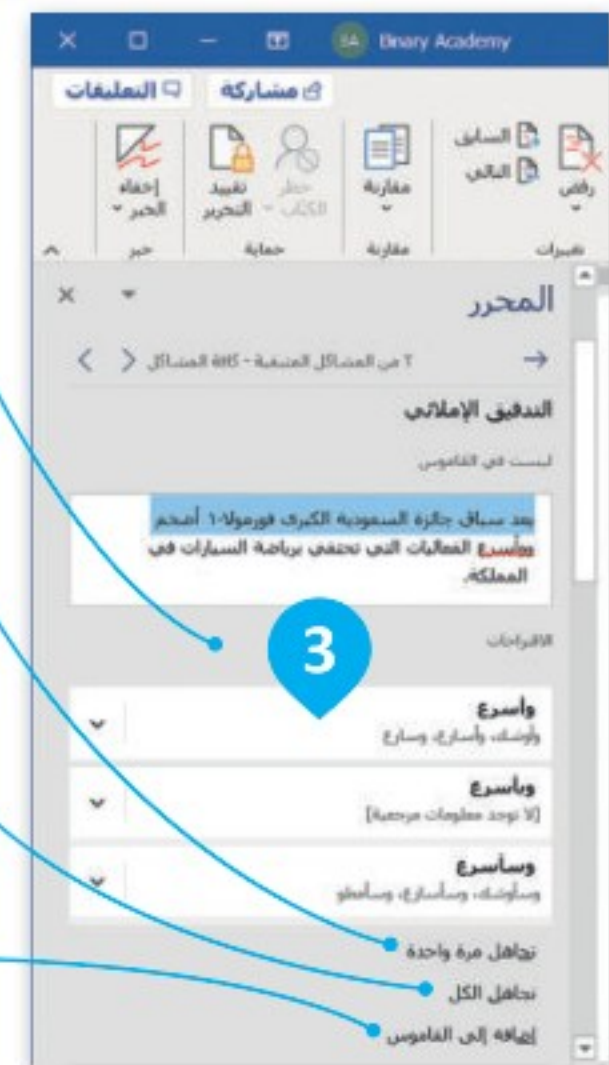 Binary Academy BA
مشاركة التعليقات
رفض السابق التالي مقارنة حظر الكتاب تقييد التحرير إخفاء الحبر
تغييرات مقارنة حماية حبر
المحرر
٢ من المشاكل المتبقية - كافة المشاكل
التدقيق الإملائي
ليست في القاموس
يعد سباق جائزة السعودية الكبرى فورمولا-١ أضخم
ووأسرع الفعاليات التي تحتفي برياضة السيارات في
المملكة.
الاقتراحات
3
وأسرع
وأوشك، وأسارع، وسارع
وبأسرع
[لا توجد معلومات مرجعية]
وسأسرع
وسأوشك، وسأسارع، وسأعطو
تجاهل مرة واحدة
تجاهل الكل
إضافة إلى القاموس